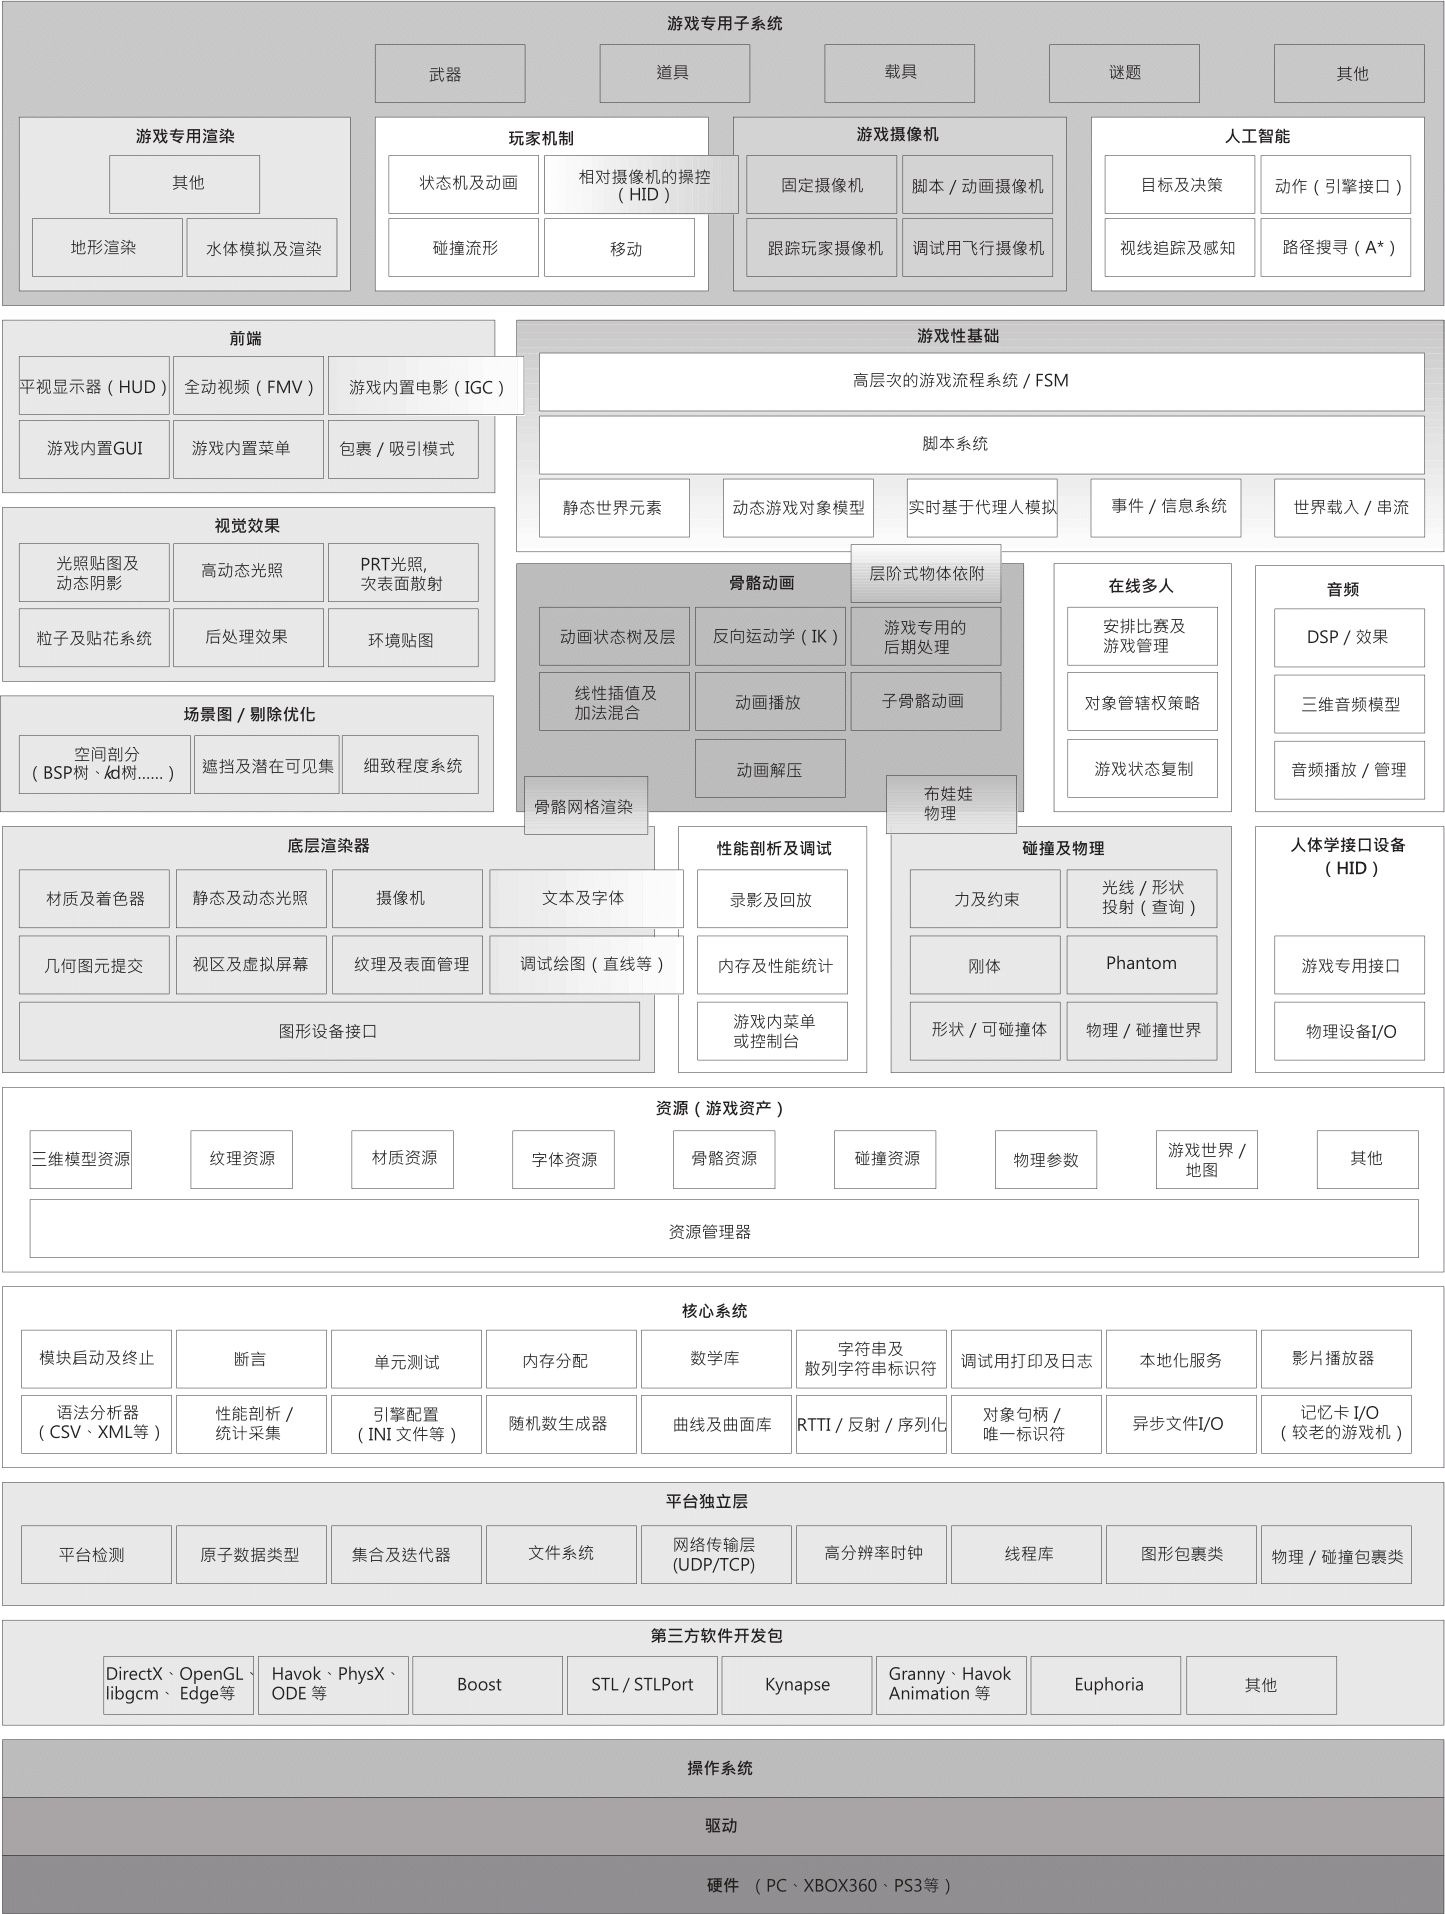 游戏专用子系统
武器
道具
载具
谜题
其他
游戏专用渲染
其他
地形渲染
水体模拟及渲染
玩家机制
状态机及动画
相对摄像机的操控
（HID）
碰撞流形
移动
游戏摄像机
固定摄像机
脚本 / 动画摄像机
跟踪玩家摄像机
调试用飞行摄像机
人工智能
目标及决策
动作（引擎接口）
视线追踪及感知
路径搜寻（A*）
前端
平视显示器（HUD）
全动视频（FMV）
游戏内置电影（IGC）
游戏内置GUI
游戏内置菜单
包裹 / 吸引模式
游戏性基础
高层次的游戏流程系统 / FSM
脚本系统
静态世界元素
动态游戏对象模型
实时基于代理人模拟
事件 / 信息系统
世界载入 / 串流
视觉效果
光照贴图及
动态阴影
高动态光照
PRT光照,
次表面散射
粒子及贴花系统
后处理效果
环境贴图
骨骼动画
层阶式物体依附
动画状态树及层
反向运动学（IK）
游戏专用的
后期处理
线性插值及
加法混合
动画播放
子骨骼动画
动画解压
骨骼网格渲染
布娃娃
物理
在线多人
安排比赛及
游戏管理
对象管辖权策略
游戏状态复制
音频
DSP / 效果
三维音频模型
音频播放 / 管理
场景图 / 剔除优化
空间剖分
（BSP树、kd树......）
遮挡及潜在可见集
细致程度系统
底层渲染器
材质及着色器
静态及动态光照
摄像机
文本及字体
几何图元提交
视区及虚拟屏幕
纹理及表面管理
调试绘图（直线等）
图形设备接口
性能剖析及调试
录影及回放
内存及性能统计
游戏内菜单
或控制台
碰撞及物理
力及约束
光线 / 形状
投射（查询）
刚体
Phantom
形状 / 可碰撞体
物理 / 碰撞世界
人体学接口设备
（HID）
游戏专用接口
物理设备I/O
资源（游戏资产）
三维模型资源
纹理资源
材质资源
字体资源
骨骼资源
碰撞资源
物理参数
游戏世界 /
地图
其他
资源管理器
核心系统
模块启动及终止
断言
单元测试
内存分配
数学库
字符串及
散列字符串标识符
调试用打印及日志
本地化服务
影片播放器
语法分析器
（CSV、XML等）
性能剖析 /
统计采集
引擎配置
（INI 文件等）
随机数生成器
曲线及曲面库
RTTI / 反射 / 序列化
对象句柄 /
唯一标识符
异步文件I/O
记忆卡 I/O
（较老的游戏机）
平台独立层
平台检测
原子数据类型
集合及迭代器
文件系统
网络传输层
(UDP/TCP)
高分辨率时钟
线程库
图形包裹类
物理 / 碰撞包裹类
第三方软件开发包
DirectX、OpenGL、
libgcm、 Edge等
Havok、PhysX、
ODE 等
Boost
STL / STLPort
Kynapse
Granny、Havok
Animation 等
Euphoria
其他
操作系统
驱动
硬件 （PC、XBOX360、PS3等）